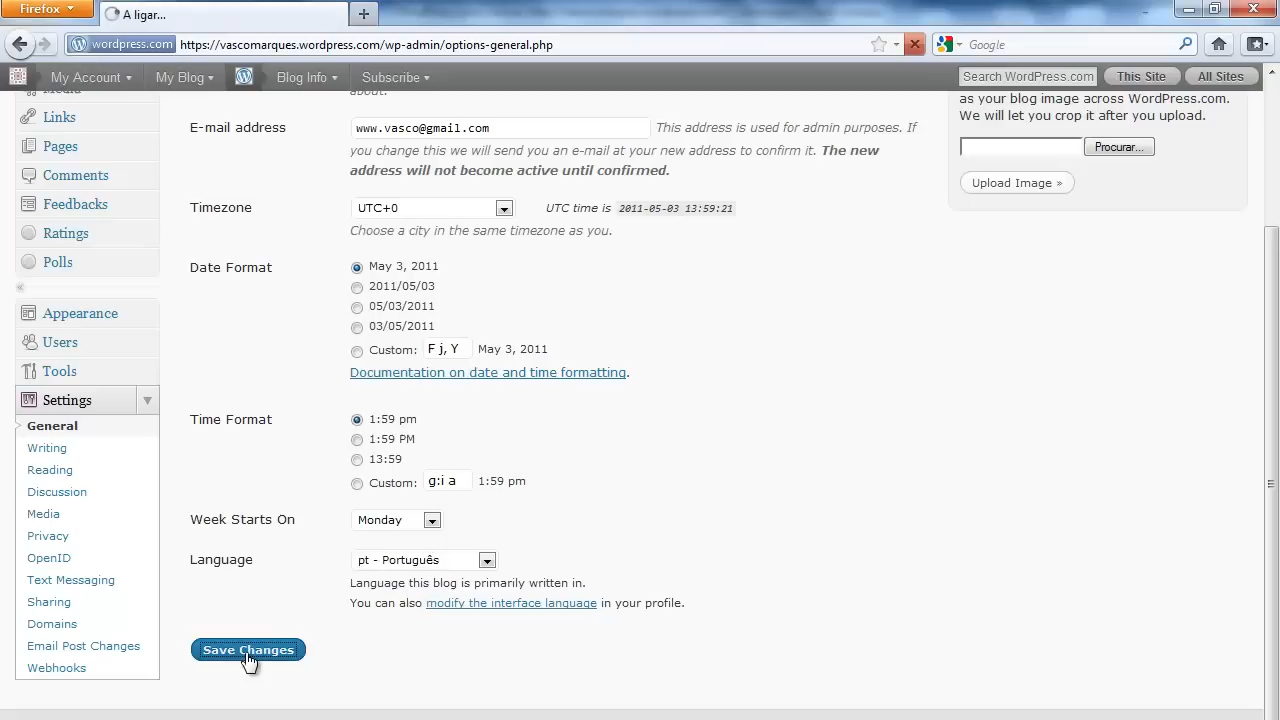 Firefox
A ligar...
wordpress.com https://vascomarques.wordpress.com/wp-admin/options-general.php
Google
My Account My Blog Blog Info Subscribe Search WordPress.com This Site All Sites
Media
about.
as your blog image across WordPress.com.
We will let you crop it after you upload.
Procurar...
Upload Image »
Links
Pages
Comments
Feedbacks
Ratings
Polls
Appearance
Users
Tools
Settings
General
Writing
Reading
Discussion
Media
Privacy
OpenID
Text Messaging
Sharing
Domains
Email Post Changes
Webhooks
E-mail address www.vasco@gmail.com This address is used for admin purposes. If
you change this we will send you an e-mail at your new address to confirm it. The new
address will not become active until confirmed.
Timezone UTC+0 UTC time is 2011-05-03 13:59:21
Choose a city in the same timezone as you.
Date Format May 3, 2011
2011/05/03
05/03/2011
03/05/2011
Custom: F j, Y May 3, 2011
Documentation on date and time formatting.
Time Format 1:59 pm
1:59 PM
13:59
Custom: g:i a 1:59 pm
Week Starts On Monday
Language pt - Português
Language this blog is primarily written in.
You can also modify the interface language in your profile.
Save Changes